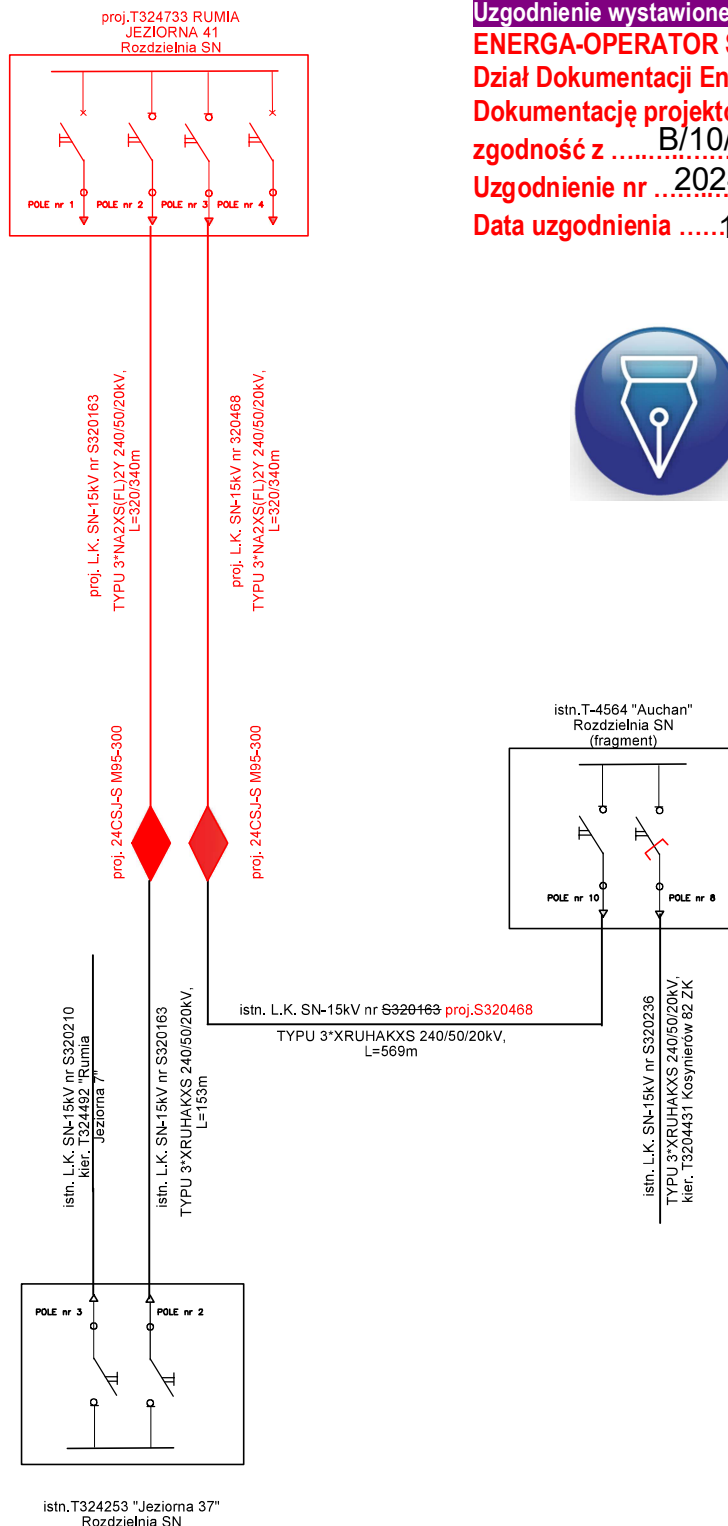 proj.T324733 RUMIA
JEZIORNA 41
Rozdzielnia SN
POLE nr 1
POLE nr 2
POLE nr 3
POLE nr 4
Uzgodnienie wystawione
ENERGA-OPERATOR S
Dział Dokumentacji En
Dokumentację projekto
zgodność z ............ B/10/
Uzgodnienie nr ......... 202
Data uzgodnienia ...... 1
proj. L.K. SN-15kV nr S320163
TYPU 3*NA2XS(FL)2Y 240/50/20kV,
L=320/340m
proj. L.K. SN-15kV nr 320468
TYPU 3*NA2XS(FL)2Y 240/50/20kV,
L=320/340m
proj. 24CSJ-S M95-300
proj. 24CSJ-S M95-300
istn.T-4564 "Auchan"
Rozdzielnia SN
(fragment)
POLE nr 10
POLE nr 8
istn. L.K. SN-15kV nr S320163 proj.S320468
TYPU 3*XRUHAKXS 240/50/20kV,
L=569m
istn. L.K. SN-15kV nr S320210
kier. T324492 "Rumia
Jeziorna 7"
istn. L.K. SN-15kV nr S320163
TYPU 3*XRUHAKXS 240/50/20kV,
L=153m
istn. L.K. SN-15kV nr S320236
TYPU 3*XRUHAKXS 240/50/20kV,
kier. T3204431 Kosynierów 82 ZK
POLE nr 3
POLE nr 2
istn.T324253 "Jeziorna 37"
Rozdzielnia SN